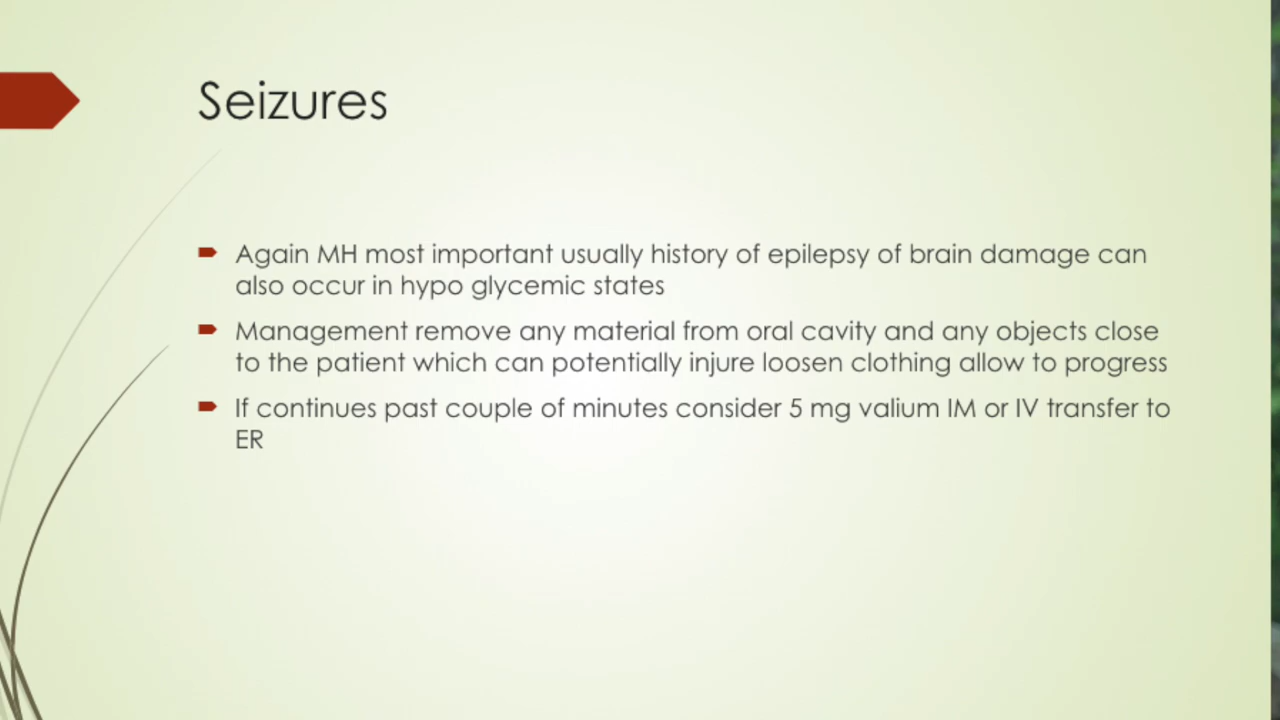 Seizures
Again MH most important usually history of epilepsy of brain damage can
also occur in hypo glycemic states
Management remove any material from oral cavity and any objects close
to the patient which can potentially injure loosen clothing allow to progress
If continues past couple of minutes consider 5 mg valium IM or IV transfer to
ER